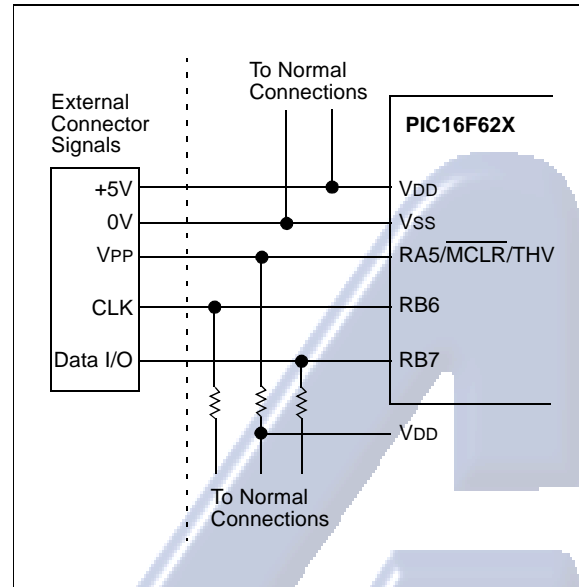 To Normal
Connections
External
Connector
Signals
PIC16F62X
+5V
VDD
0V
VSS
VPP
RA5/MCLR/THV
CLK
RB6
Data I/O
RB7
VDD
To Normal
Connections